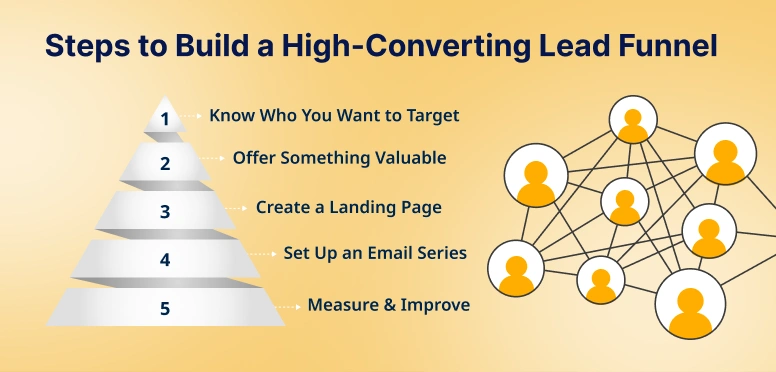 Steps to Build a High-Converting Lead Funnel
1 Know Who You Want to Target
2 Offer Something Valuable
3 Create a Landing Page
4 Set Up an Email Series
5 Measure & Improve